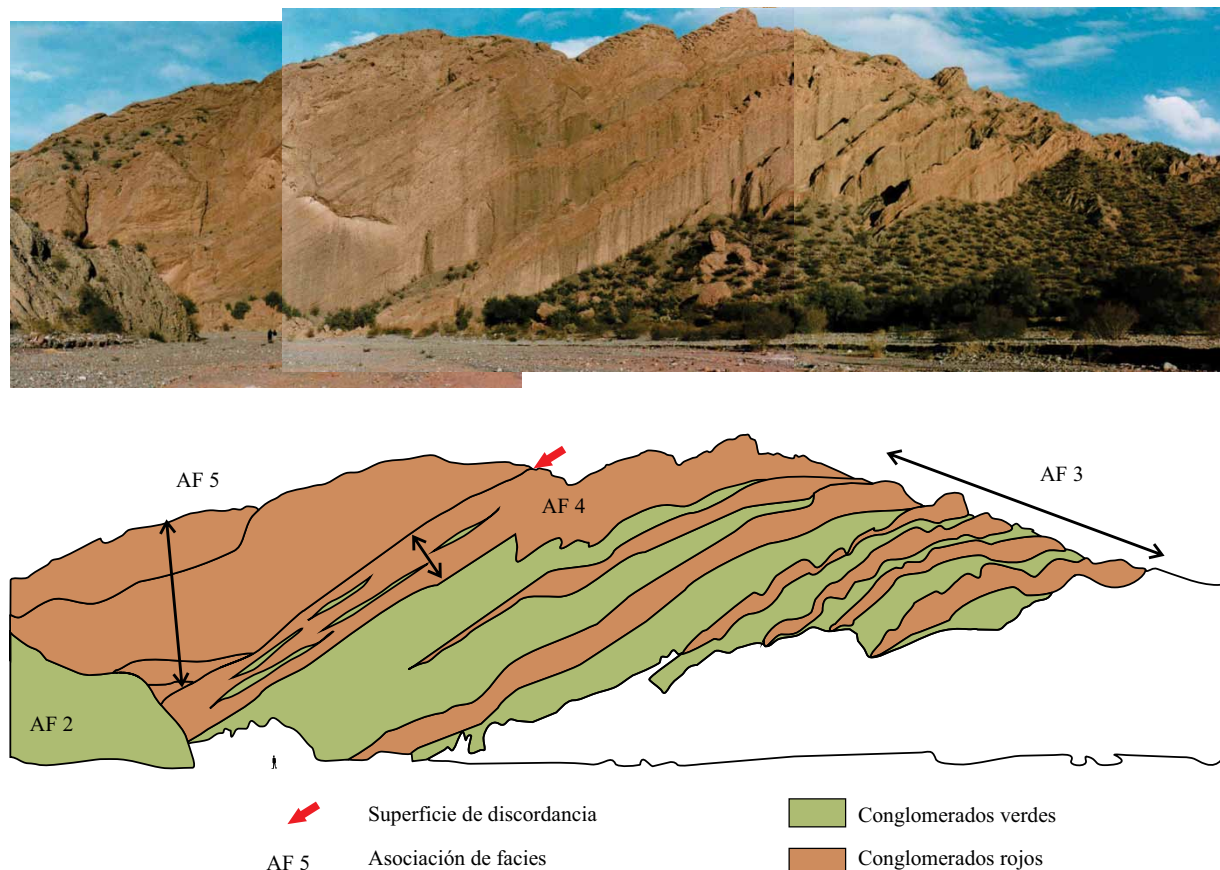 AF 5
AF 4
AF 3
AF 2
Superficie de discordancia
Conglomerados verdes
AF 5 Asociación de facies
Conglomerados rojos